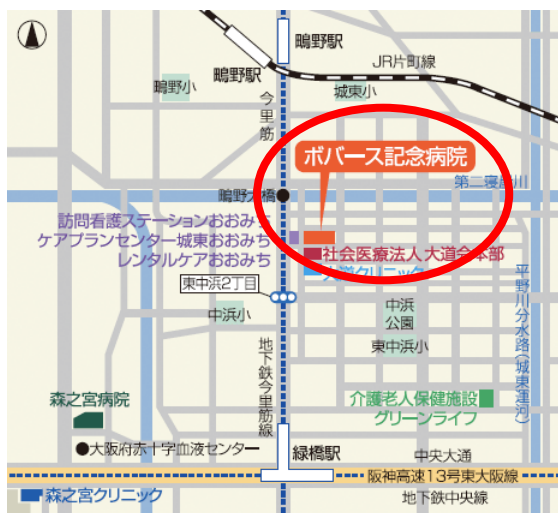 鴫野駅
JR片町線
鴫野駅
鴫野小
城東小
今里筋
ボバース記念病院
第二寝屋川
鴫野大橋
訪問看護ステーションおおみち
ケアプランセンター城東おおみち
社会医療法人 大道会本部
レンタルケアおおみち
大道クリニック
東中浜2丁目
中浜小
中浜
公園
東中浜小
平野川分水路(城東運河)
地下鉄今里筋線
森之宮病院
介護老人保健施設
グリーンライフ
大阪府赤十字血液センター
緑橋駅
中央大通
阪神高速13号東大阪線
森之宮クリニック
地下鉄中央線